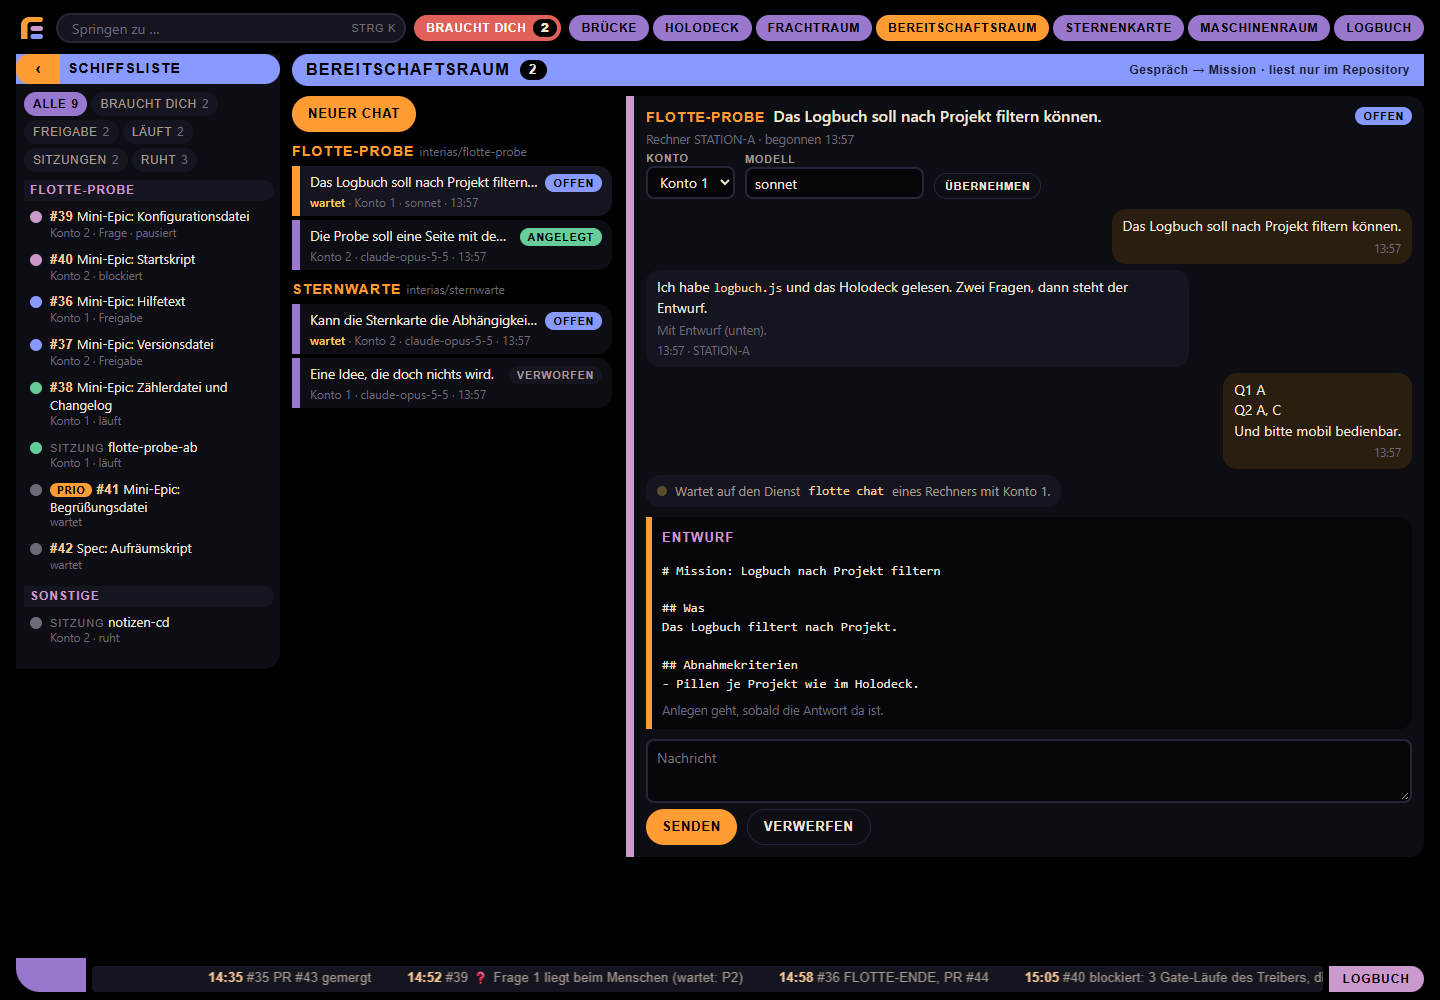 Springen zu ... STRG K BRAUCHT DICH 2 BRÜCKE HOLODECK FRACHTRAUM BEREITSCHAFTSRAUM STERNENKARTE MASCHINENRAUM LOGBUCH
‹ SCHIFFSLISTE
ALLE 9 BRAUCHT DICH 2
FREIGABE 2 LÄUFT 2
SITZUNGEN 2 RUHT 3
FLOTTE-PROBE
#39 Mini-Epic: Konfigurationsdatei
Konto 2 · Frage · pausiert
#40 Mini-Epic: Startskript
Konto 2 · blockiert
#36 Mini-Epic: Hilfetext
Konto 1 · Freigabe
#37 Mini-Epic: Versionsdatei
Konto 2 · Freigabe
#38 Mini-Epic: Zählerdatei und
Changelog
Konto 1 · läuft
SITZUNG flotte-probe-ab
Konto 1 · läuft
PRIO #41 Mini-Epic:
Begrüßungsdatei
wartet
#42 Spec: Aufräumskript
wartet
SONSTIGE
SITZUNG notizen-cd
Konto 2 · ruht
BEREITSCHAFTSRAUM 2 Gespräch → Mission · liest nur im Repository
NEUER CHAT
FLOTTE-PROBE interias/flotte-probe
Das Logbuch soll nach Projekt filtern... OFFEN
wartet · Konto 1 · sonnet · 13:57
Die Probe soll eine Seite mit de... ANGELEGT
Konto 2 · claude-opus-5-5 · 13:57
STERNWARTE interias/sternwarte
Kann die Sternkarte die Abhängigkei... OFFEN
wartet · Konto 2 · claude-opus-5-5 · 13:57
Eine Idee, die doch nichts wird. VERWORFEN
Konto 1 · claude-opus-5-5 · 13:57
FLOTTE-PROBE Das Logbuch soll nach Projekt filtern können. OFFEN
Rechner STATION-A · begonnen 13:57
KONTO MODELL
Konto 1 sonnet ÜBERNEHMEN
Das Logbuch soll nach Projekt filtern können.
13:57
Ich habe logbuch.js und das Holodeck gelesen. Zwei Fragen, dann steht der
Entwurf.
Mit Entwurf (unten).
13:57 · STATION-A
Q1 A
Q2 A, C
Und bitte mobil bedienbar.
13:57
Wartet auf den Dienst flotte chat eines Rechners mit Konto 1.
ENTWURF
# Mission: Logbuch nach Projekt filtern
## Was
Das Logbuch filtert nach Projekt.
## Abnahmekriterien
- Pillen je Projekt wie im Holodeck.
Anlegen geht, sobald die Antwort da ist.
Nachricht
SENDEN VERWERFEN
14:35 #35 PR #43 gemergt 14:52 #39 ❓ Frage 1 liegt beim Menschen (wartet: P2) 14:58 #36 FLOTTE-ENDE, PR #44 15:05 #40 blockiert: 3 Gate-Läufe des Treibers, LOGBUCH